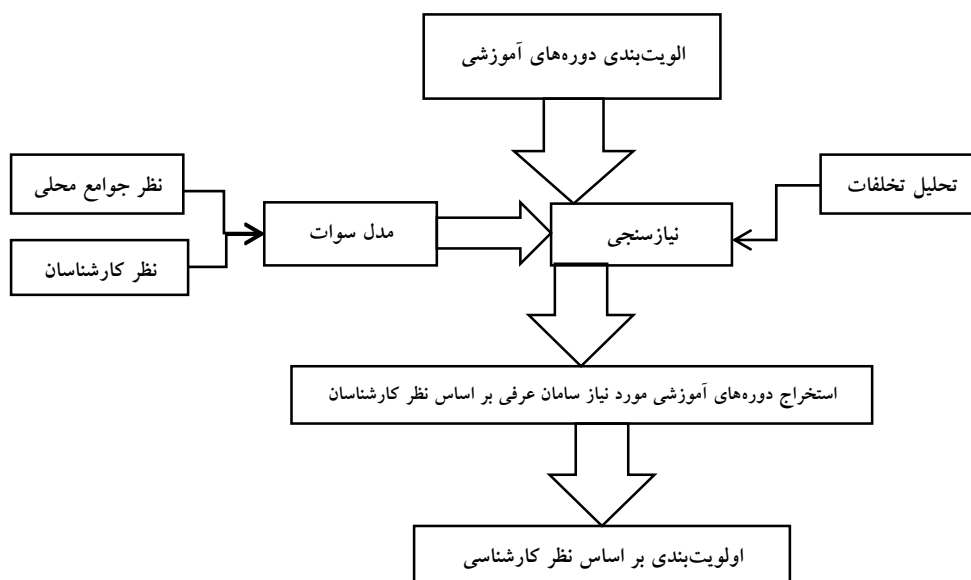 الویت‌بندی دوره‌های آموزشی
نظر جوامع محلی
تحلیل تخلفات
مدل سوات
نیازسنجی
نظر کارشناسان
استخراج دوره‌های آموزشی مورد نیاز سامان عرفی بر اساس نظر کارشناسان
اولویت‌بندی بر اساس نظر کارشناسی